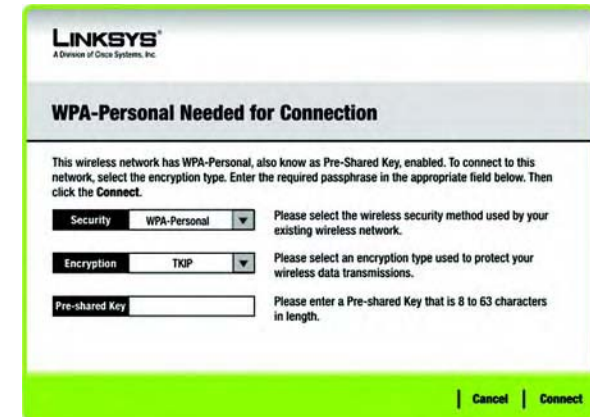 LINKSYS®
A Division of Cisco Systems, Inc.
WPA-Personal Needed for Connection
This wireless network has WPA-Personal, also know as Pre-Shared Key, enabled. To connect to this
network, select the encryption type. Enter the required passphrase in the appropriate field below. Then
click the Connect.
Security WPA-Personal Please select the wireless security method used by your
existing wireless network.
Encryption TKIP Please select an encryption type used to protect your
wireless data transmissions.
Pre-shared Key Please enter a Pre-shared Key that is 8 to 63 characters
in length.
Cancel Connect